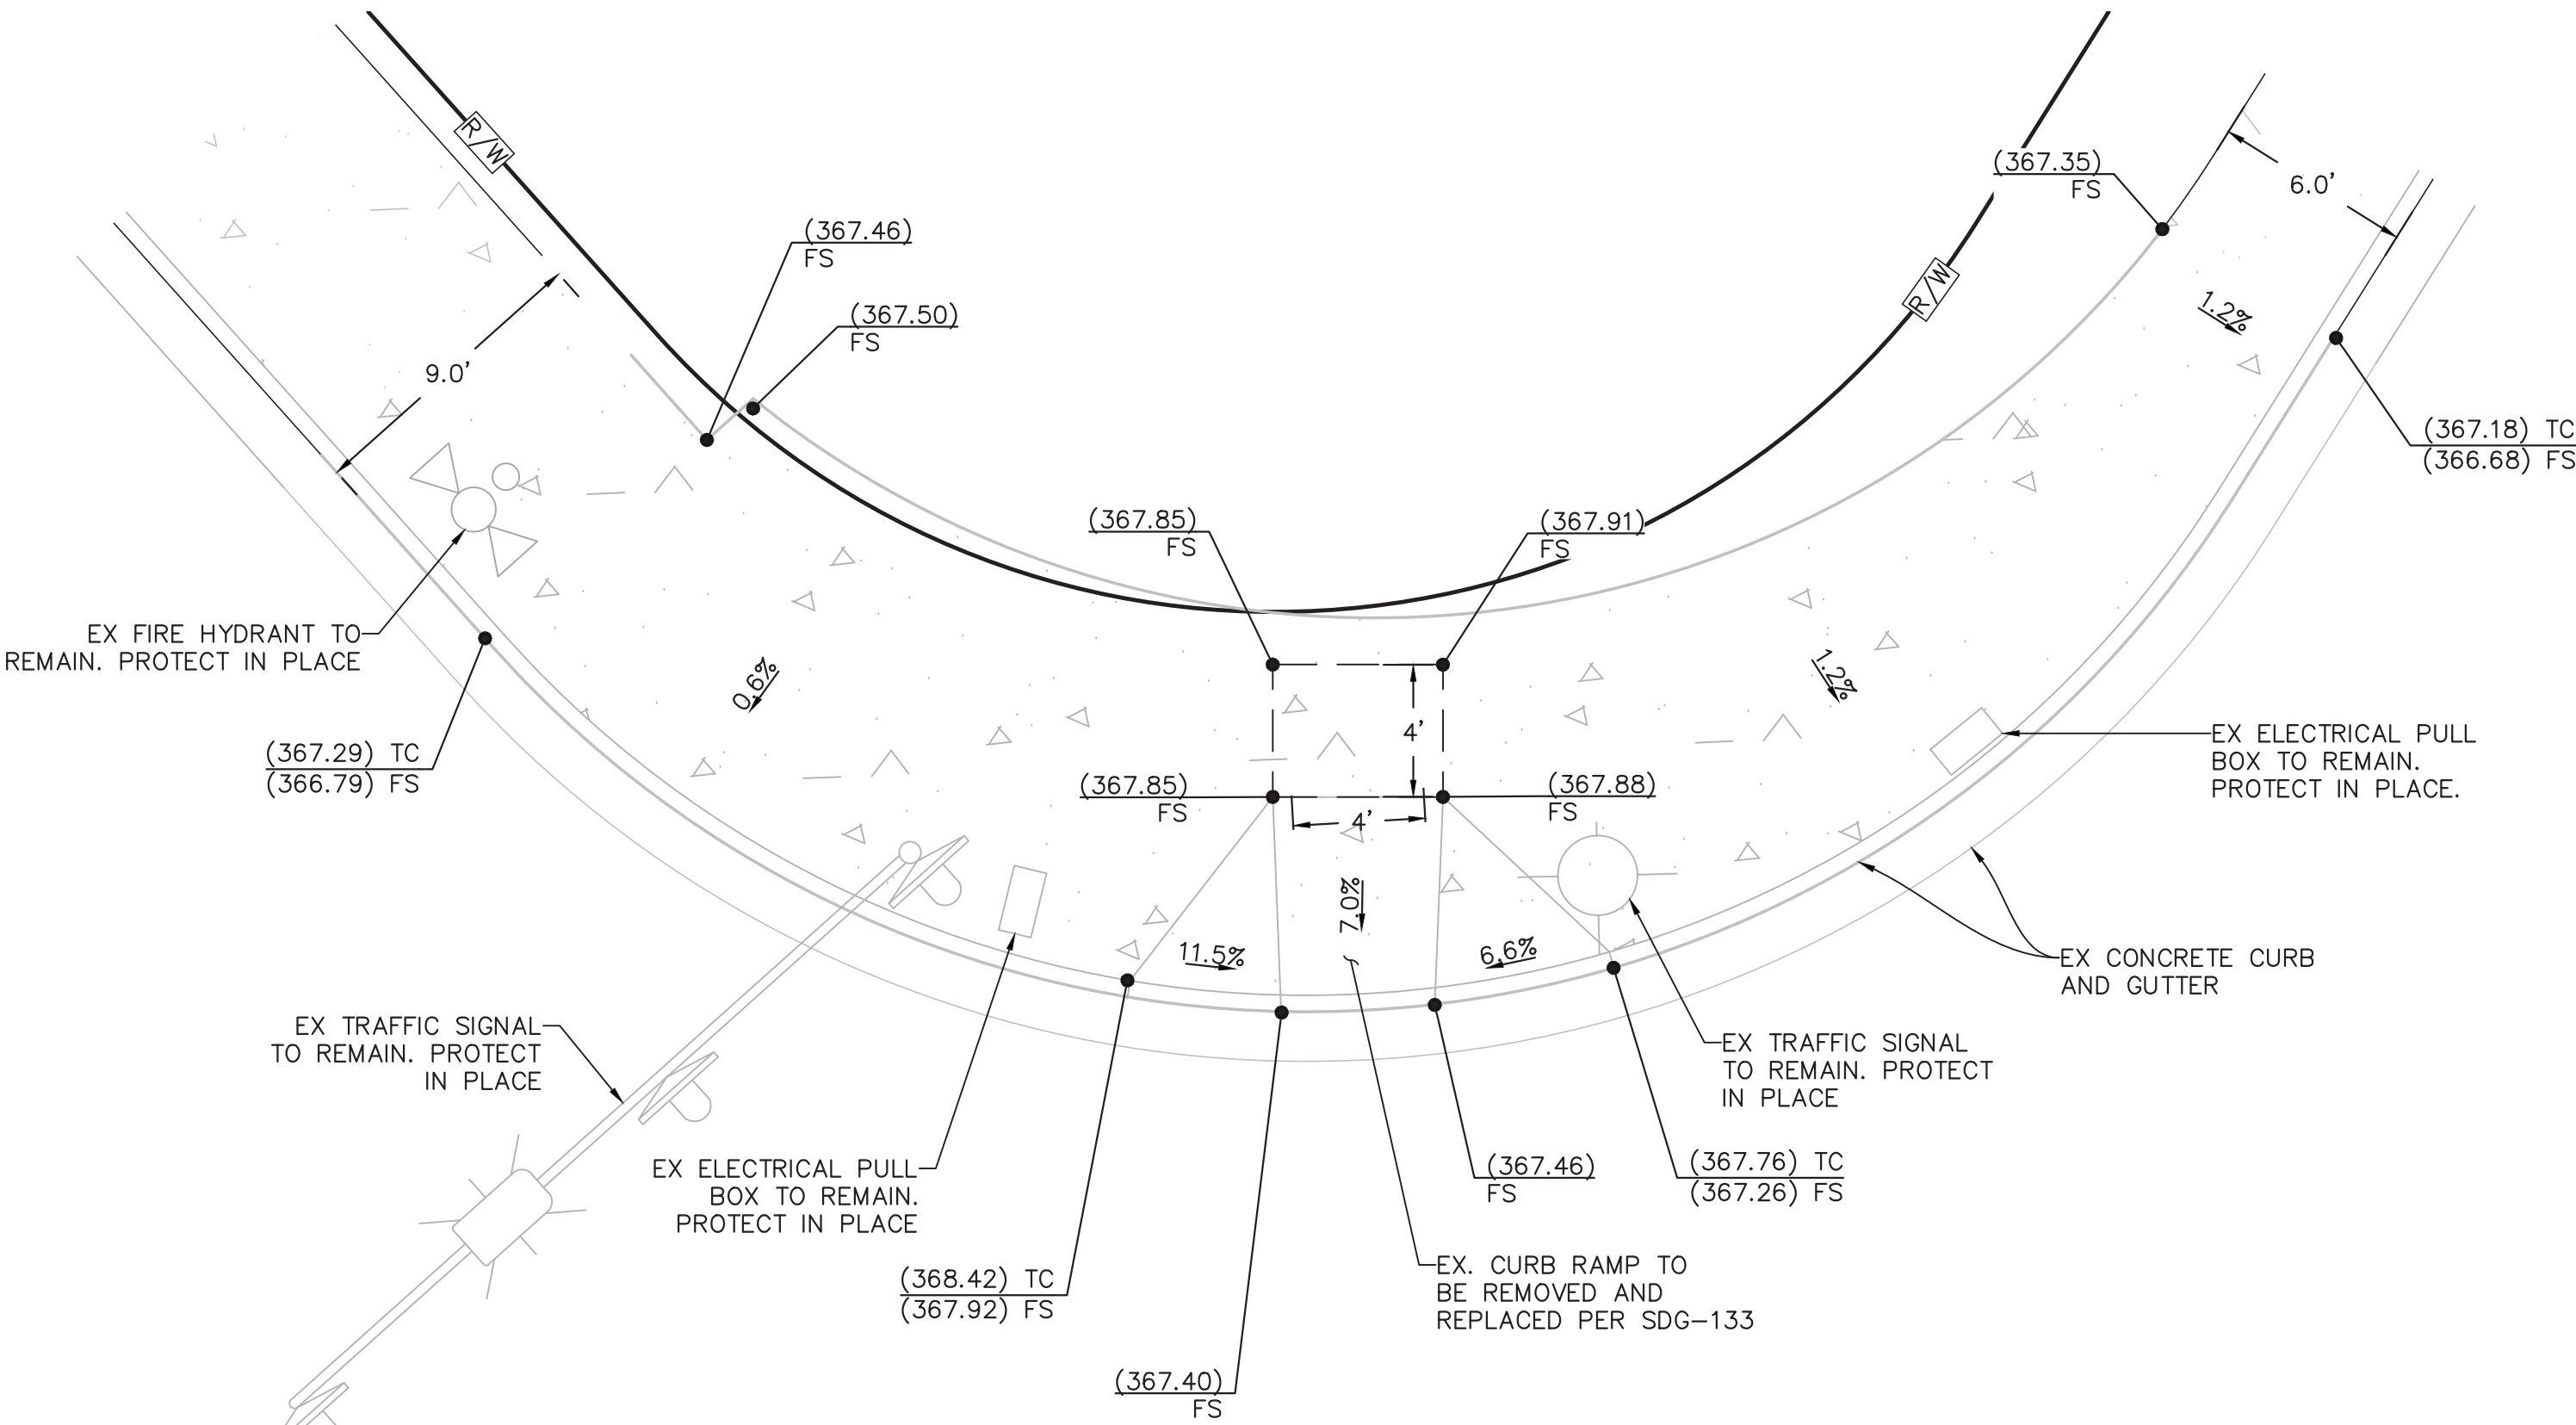 R/W
(367.35)
FS
6.0'
(367.46)
FS
R/W
1.2%
(367.50)
FS
9.0'
(367.18) TC
(366.68) FS
(367.85)
FS
(367.91)
FS
EX FIRE HYDRANT TO
REMAIN. PROTECT IN PLACE
0.6%
1.2%
4'
(367.29) TC
(366.79) FS
EX ELECTRICAL PULL
BOX TO REMAIN.
PROTECT IN PLACE.
(367.85)
FS
(367.88)
FS
4'
7.0%
11.5%
6.6%
EX CONCRETE CURB
AND GUTTER
EX TRAFFIC SIGNAL
TO REMAIN. PROTECT
IN PLACE
EX TRAFFIC SIGNAL
TO REMAIN. PROTECT
IN PLACE
EX ELECTRICAL PULL
BOX TO REMAIN.
PROTECT IN PLACE
(367.46)
FS
(367.76) TC
(367.26) FS
(368.42) TC
(367.92) FS
EX. CURB RAMP TO
BE REMOVED AND
REPLACED PER SDG-133
(367.40)
FS